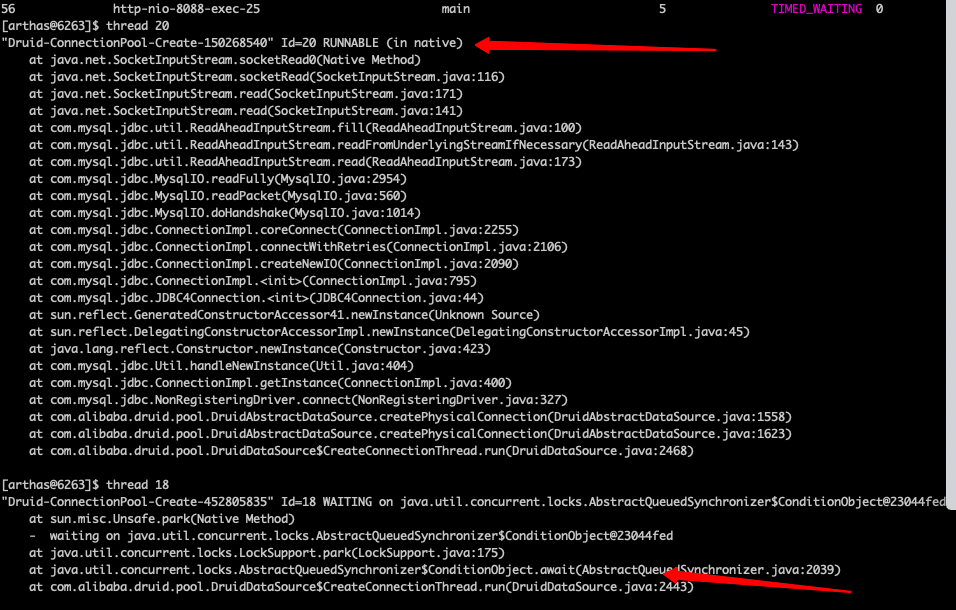 56 http-nio-8088-exec-25 main 5 TIMED_WAITING 0
[arthas@6263]$ thread 20
"Druid-ConnectionPool-Create-150268540" Id=20 RUNNABLE (in native)
at java.net.SocketInputStream.socketRead0(Native Method)
at java.net.SocketInputStream.socketRead(SocketInputStream.java:116)
at java.net.SocketInputStream.read(SocketInputStream.java:171)
at java.net.SocketInputStream.read(SocketInputStream.java:141)
at com.mysql.jdbc.util.ReadAheadInputStream.fill(ReadAheadInputStream.java:100)
at com.mysql.jdbc.util.ReadAheadInputStream.readFromUnderlyingStreamIfNecessary(ReadAheadInputStream.java:143)
at com.mysql.jdbc.util.ReadAheadInputStream.read(ReadAheadInputStream.java:173)
at com.mysql.jdbc.MysqlIO.readFully(MysqlIO.java:2954)
at com.mysql.jdbc.MysqlIO.readPacket(MysqlIO.java:560)
at com.mysql.jdbc.MysqlIO.doHandshake(MysqlIO.java:1014)
at com.mysql.jdbc.ConnectionImpl.coreConnect(ConnectionImpl.java:2255)
at com.mysql.jdbc.ConnectionImpl.connectWithRetries(ConnectionImpl.java:2106)
at com.mysql.jdbc.ConnectionImpl.createNewIO(ConnectionImpl.java:2090)
at com.mysql.jdbc.ConnectionImpl.<init>(ConnectionImpl.java:795)
at com.mysql.jdbc.JDBC4Connection.<init>(JDBC4Connection.java:44)
at sun.reflect.GeneratedConstructorAccessor41.newInstance(Unknown Source)
at sun.reflect.DelegatingConstructorAccessorImpl.newInstance(DelegatingConstructorAccessorImpl.java:45)
at java.lang.reflect.Constructor.newInstance(Constructor.java:423)
at com.mysql.jdbc.Util.handleNewInstance(Util.java:404)
at com.mysql.jdbc.ConnectionImpl.getInstance(ConnectionImpl.java:400)
at com.mysql.jdbc.NonRegisteringDriver.connect(NonRegisteringDriver.java:327)
at com.alibaba.druid.pool.DruidAbstractDataSource.createPhysicalConnection(DruidAbstractDataSource.java:1558)
at com.alibaba.druid.pool.DruidAbstractDataSource.createPhysicalConnection(DruidAbstractDataSource.java:1623)
at com.alibaba.druid.pool.DruidDataSource$CreateConnectionThread.run(DruidDataSource.java:2468)
[arthas@6263]$ thread 18
"Druid-ConnectionPool-Create-452805835" Id=18 WAITING on java.util.concurrent.locks.AbstractQueuedSynchronizer$ConditionObject@23044fed
at sun.misc.Unsafe.park(Native Method)
- waiting on java.util.concurrent.locks.AbstractQueuedSynchronizer$ConditionObject@23044fed
at java.util.concurrent.locks.LockSupport.park(LockSupport.java:175)
at java.util.concurrent.locks.AbstractQueuedSynchronizer$ConditionObject.await(AbstractQueuedSynchronizer.java:2039)
at com.alibaba.druid.pool.DruidDataSource$CreateConnectionThread.run(DruidDataSource.java:2443)